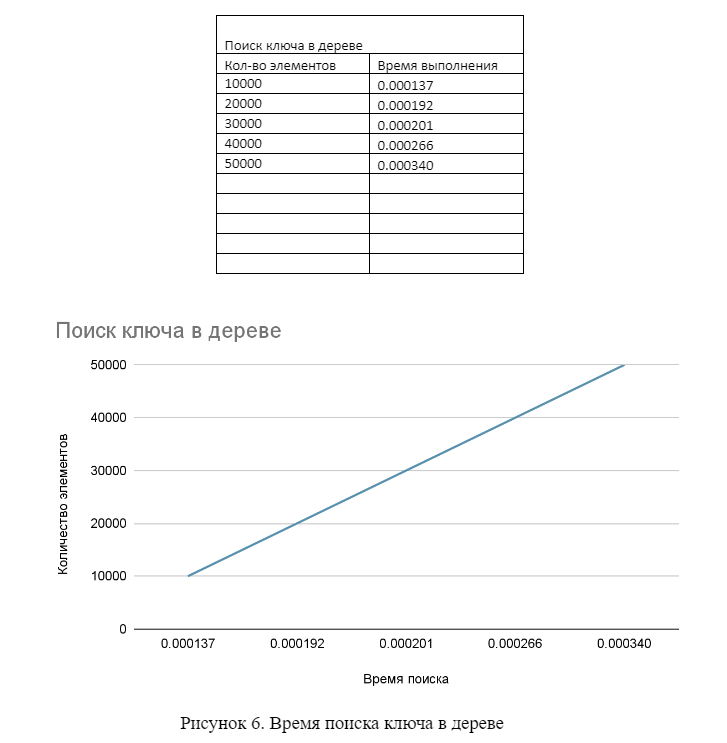 Поиск ключа в дереве
Кол-во элементов Время выполнения
10000 0.000137
20000 0.000192
30000 0.000201
40000 0.000266
50000 0.000340
Поиск ключа в дереве
50000
40000
30000
20000
10000
0
Количество элементов
0.000137 0.000192 0.000201 0.000266 0.000340
Время поиска
Рисунок 6. Время поиска ключа в дереве